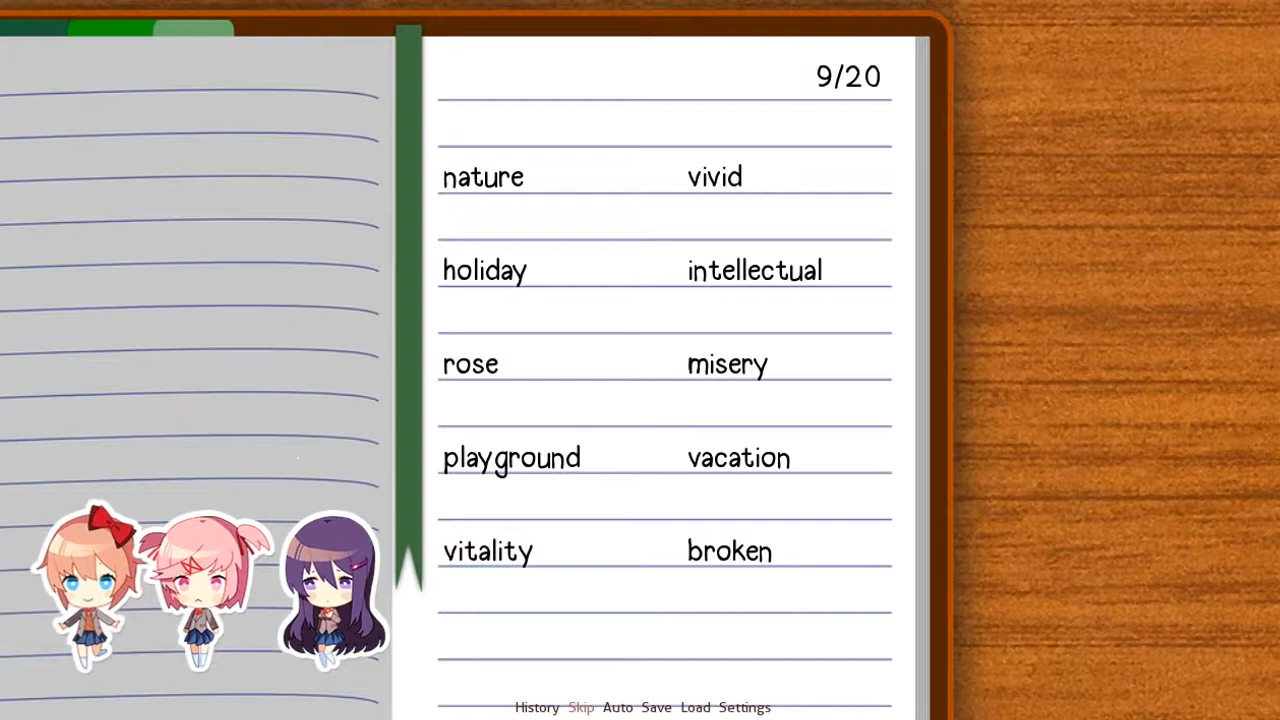 9/20
nature vivid
holiday intellectual
rose misery
playground vacation
vitality broken
History Skip Auto Save Load Settings